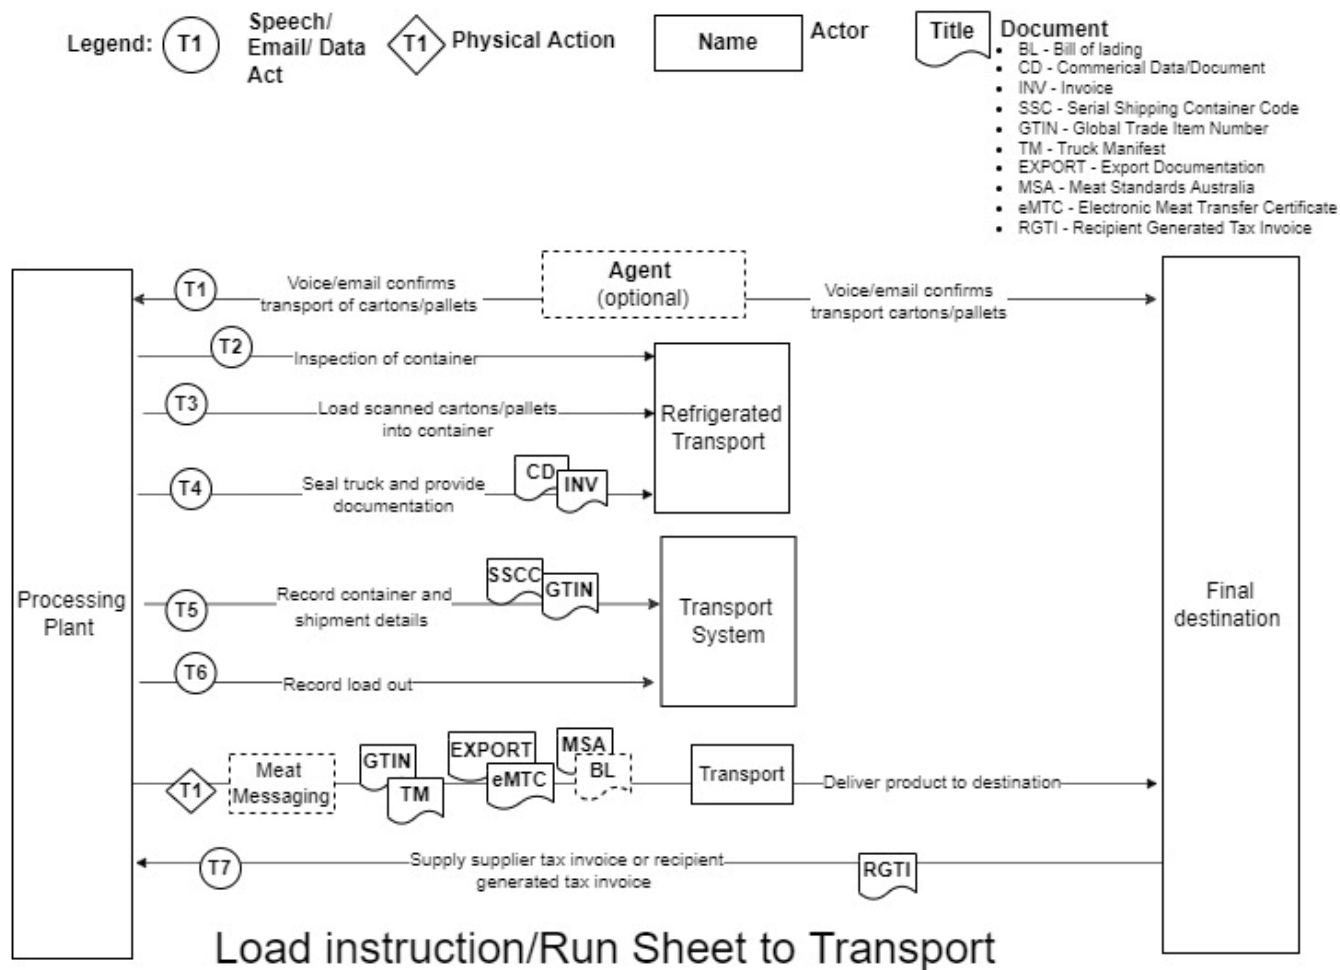 Legend:
T1
Speech/
Email/ Data
Act
T1
Physical Action
Name
Actor
Title
Document
BL - Bill of lading
CD - Commerical Data/Document
INV - Invoice
SSC - Serial Shipping Container Code
GTIN - Global Trade Item Number
TM - Truck Manifest
EXPORT - Export Documentation
MSA - Meat Standards Australia
eMTC - Electronic Meat Transfer Certificate
RGTI - Recipient Generated Tax Invoice
T1
Voice/email confirms
transport of cartons/pallets
Agent
(optional)
Voice/email confirms
transport cartons/pallets
T2
Inspection of container
T3
Load scanned cartons/pallets
into container
Refrigerated
Transport
T4
Seal truck and provide
documentation
CD
INV
Processing
Plant
T5
Record container and
shipment details
SSCC
GTIN
Transport
System
Final
destination
T6
Record load out
T1
Meat
Messaging
GTIN
TM
EXPORT
eMTC
MSA
BL
Transport
Deliver product to destination
T7
Supply supplier tax invoice or recipient
generated tax invoice
RGTI
Load instruction/Run Sheet to Transport